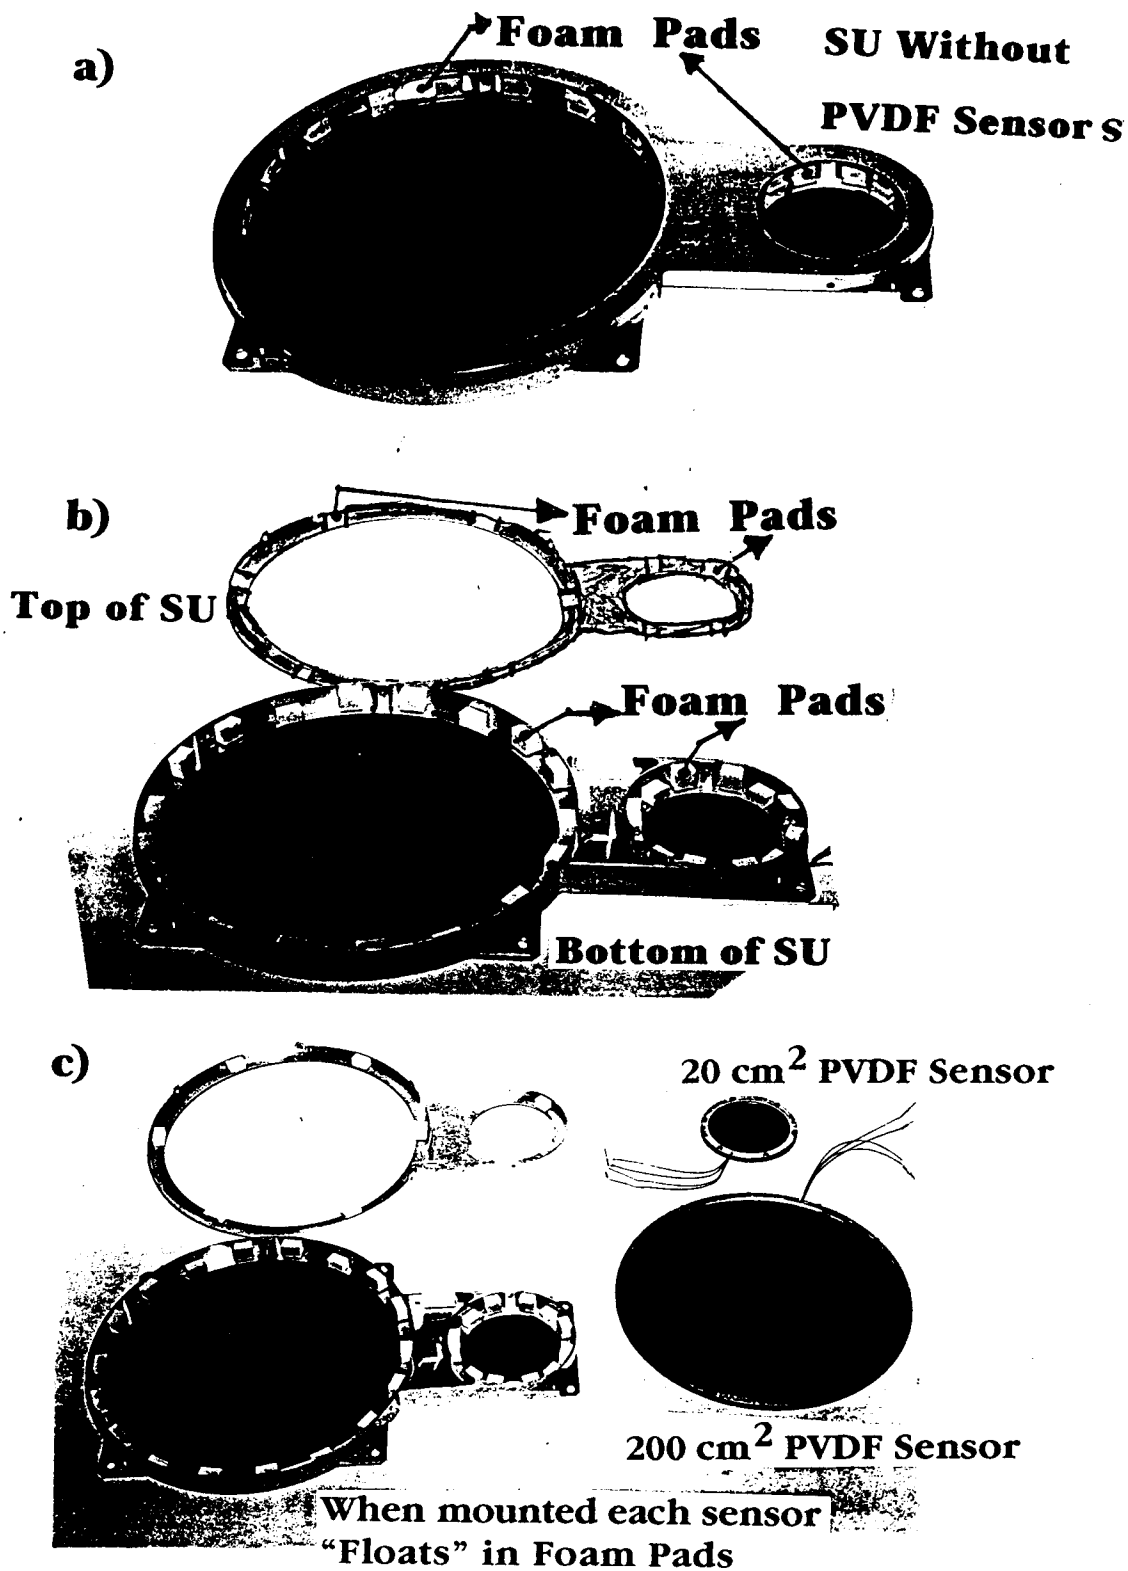 a)
Foam Pads
SU Without
PVDF Sensor s
b)
Foam Pads
Top of SU
Foam Pads
Bottom of SU
c)
20 cm² PVDF Sensor
200 cm² PVDF Sensor
When mounted each sensor
“Floats” in Foam Pads